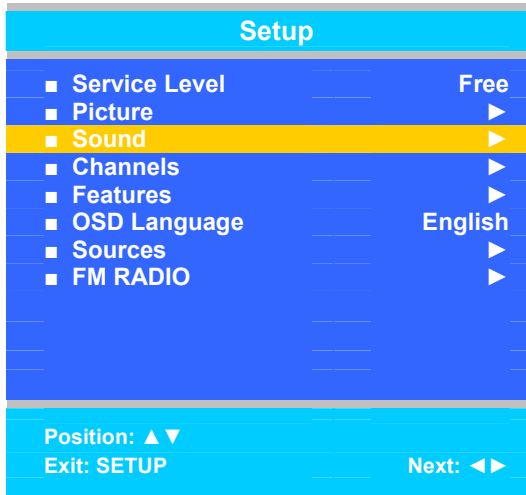 Setup
■ Service Level Free
■ Picture ►
■ Sound ►
■ Channels ►
■ Features ►
■ OSD Language English
■ Sources ►
■ FM RADIO ►
Position: ▲▼
Exit: SETUP Next: ◄►